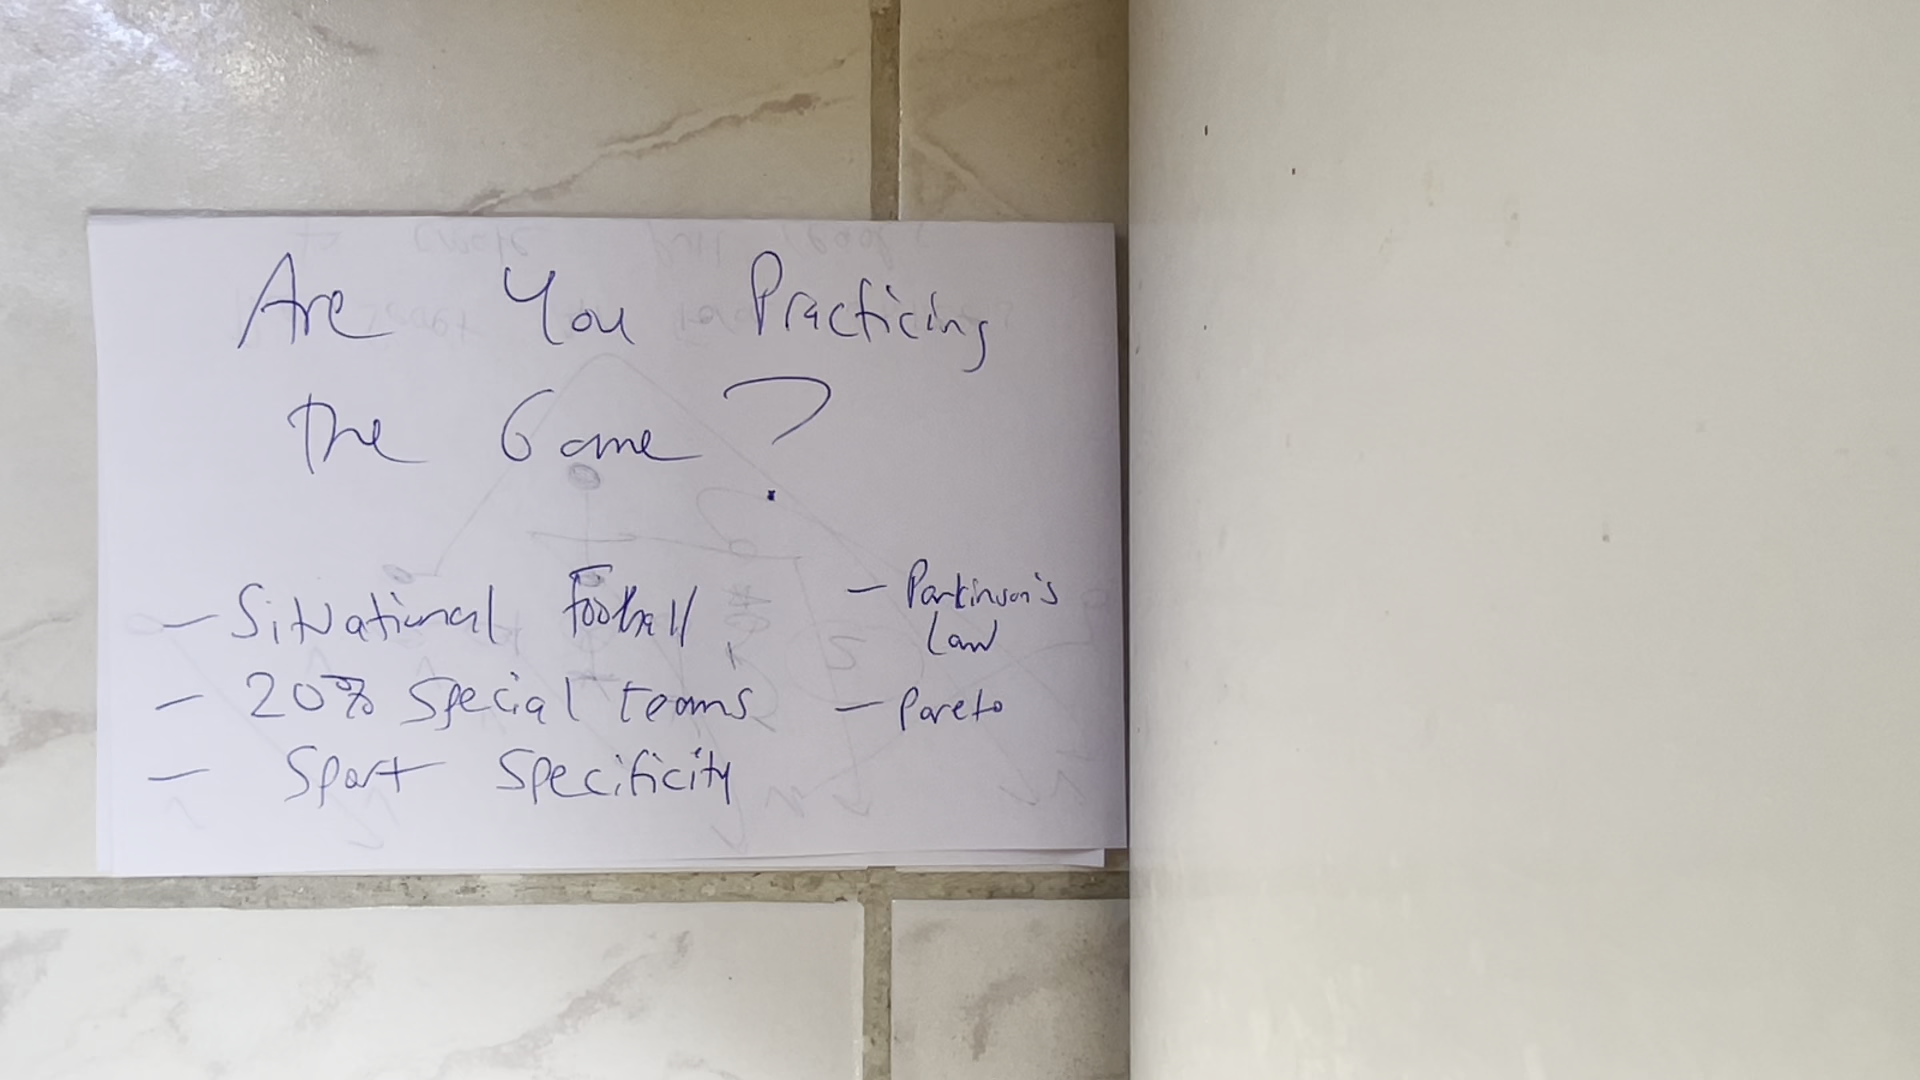 Are You Practicing
the Game?
- Situational football
- 20% special teams
- Sport Specificity
- Parkinson's
Law
- Pareto